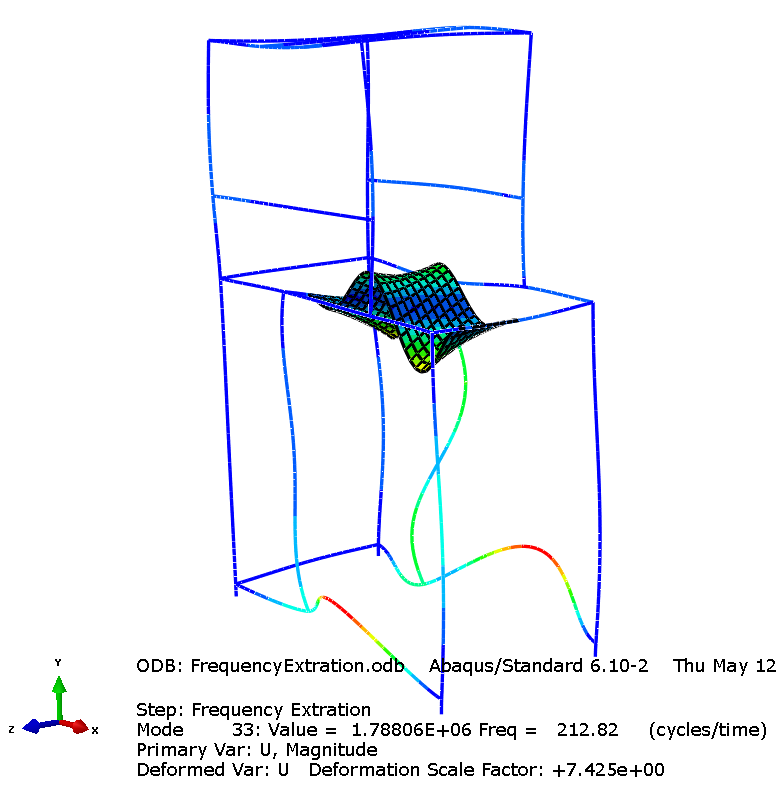 Y
Z
X
ODB: FrequencyExtration.odb Abaqus/Standard 6.10-2 Thu May 12
Step: Frequency Extration
Mode 33: Value = 1.78806E+06 Freq = 212.82 (cycles/time)
Primary Var: U, Magnitude
Deformed Var: U Deformation Scale Factor: +7.425e+00